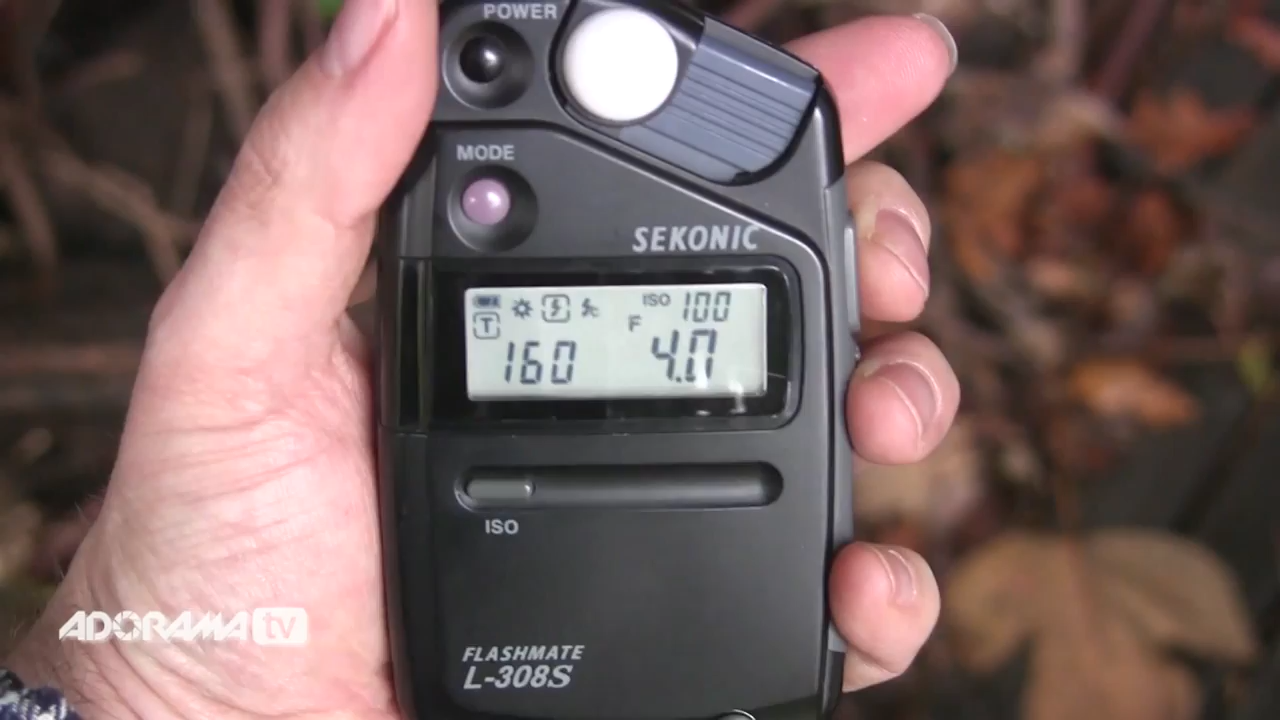 POWER
MODE
SEKONIC
ISO 100
T
F
160 4.0
ISO
ADORAMA tv
FLASHMATE
L-308S